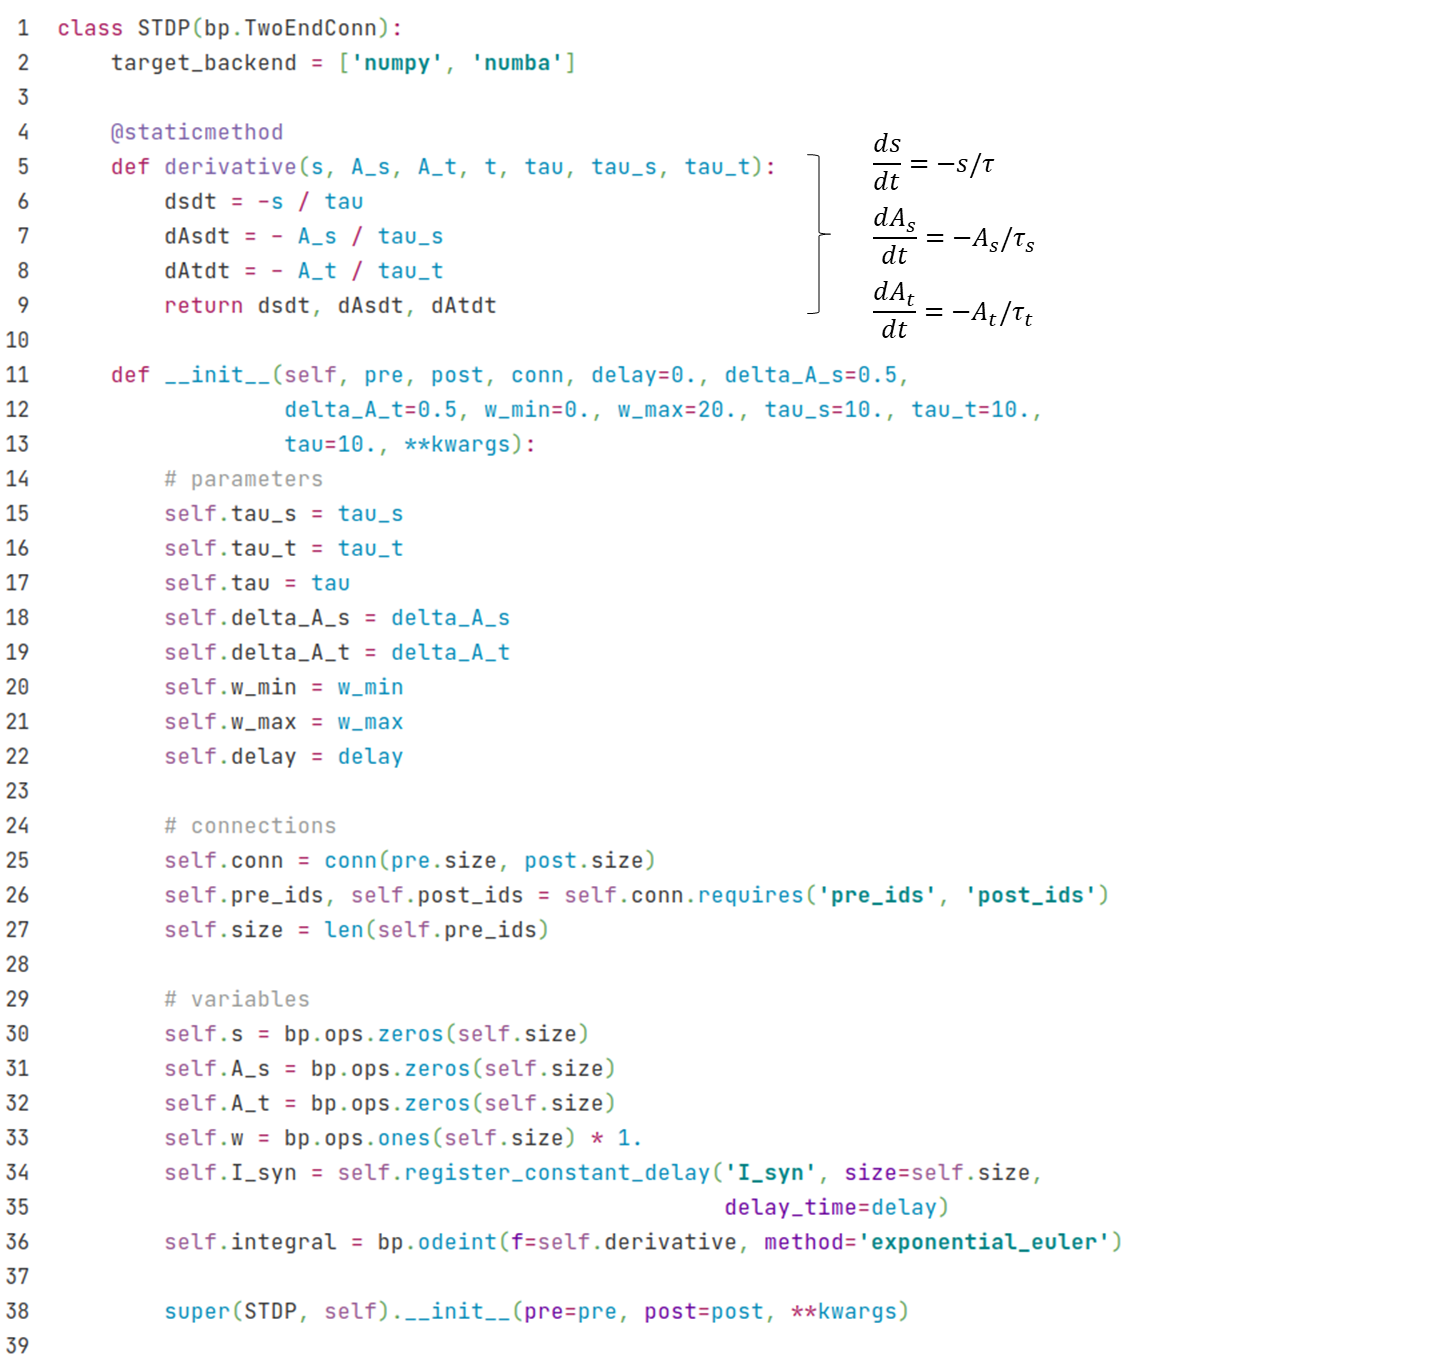 1 class STDP(bp.TwoEndConn):
2 target_backend = ['numpy', 'numba']
3
4 @staticmethod
5 def derivative(s, A_s, A_t, t, tau, tau_s, tau_t):
6 dsdt = -s / tau
7 dAsdt = - A_s / tau_s
8 dAtdt = - A_t / tau_t
9 return dsdt, dAsdt, dAtdt
ds/dt = −s/τ
dA_s/dt = −A_s/τ_s
dA_t/dt = −A_t/τ_t
10
11 def __init__(self, pre, post, conn, delay=0., delta_A_s=0.5,
12 delta_A_t=0.5, w_min=0., w_max=20., tau_s=10., tau_t=10.,
13 tau=10., **kwargs):
14 # parameters
15 self.tau_s = tau_s
16 self.tau_t = tau_t
17 self.tau = tau
18 self.delta_A_s = delta_A_s
19 self.delta_A_t = delta_A_t
20 self.w_min = w_min
21 self.w_max = w_max
22 self.delay = delay
23
24 # connections
25 self.conn = conn(pre.size, post.size)
26 self.pre_ids, self.post_ids = self.conn.requires('pre_ids', 'post_ids')
27 self.size = len(self.pre_ids)
28
29 # variables
30 self.s = bp.ops.zeros(self.size)
31 self.A_s = bp.ops.zeros(self.size)
32 self.A_t = bp.ops.zeros(self.size)
33 self.w = bp.ops.ones(self.size) * 1.
34 self.I_syn = self.register_constant_delay('I_syn', size=self.size,
35 delay_time=delay)
36 self.integral = bp.odeint(f=self.derivative, method='exponential_euler')
37
38 super(STDP, self).__init__(pre=pre, post=post, **kwargs)
39